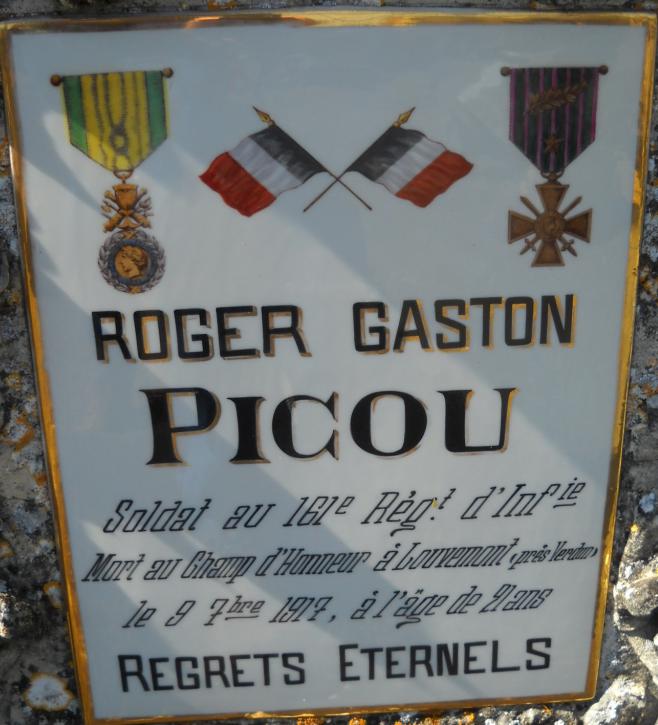 ROGER GASTON
PICOU
Soldat au 161e Régt d'Infie
Mort au Champ d'Honneur à Louvemont "près Verdun"
le 9 7bre 1917, à l'âge de 21 ans
REGRETS ETERNELS